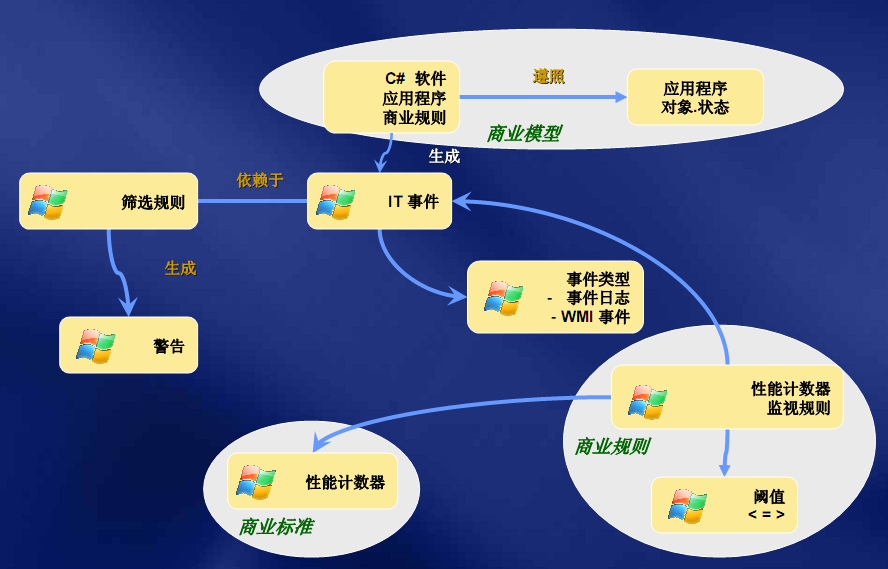 C# 软件
应用程序
商业规则
遵照
应用程序
对象.状态
商业模型
生成
依赖于
筛选规则
IT 事件
生成
事件类型
- 事件日志
- WMI 事件
警告
性能计数器
监视规则
商业规则
性能计数器
商业标准
阈值
< = >